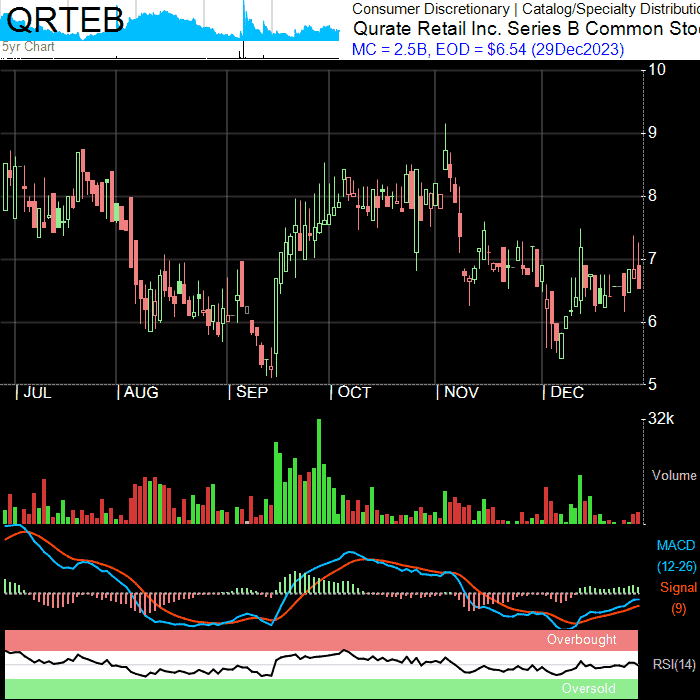 QRTEB
5yr Chart
Consumer Discretionary | Catalog/Specialty Distributio
Qurate Retail Inc. Series B Common Sto
MC = 2.5B, EOD = $6.54 (29Dec2023)
10
9
8
7
6
5
JUL
AUG
SEP
OCT
NOV
DEC
32k
Volume
MACD
(12-26)
Signal
(9)
Overbought
RSI(14)
Oversold